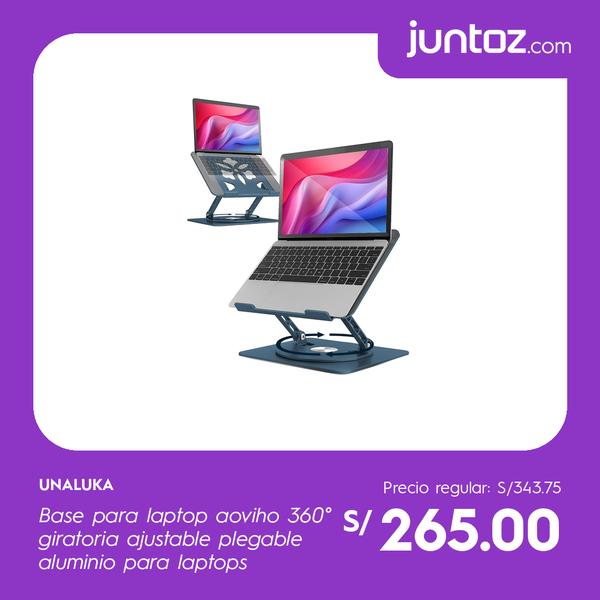 juntoz.com
UNALUKA
Base para laptop aoviho 360°
giratoria ajustable plegable
aluminio para laptops
Precio regular: S/343.75
S/ 265.00